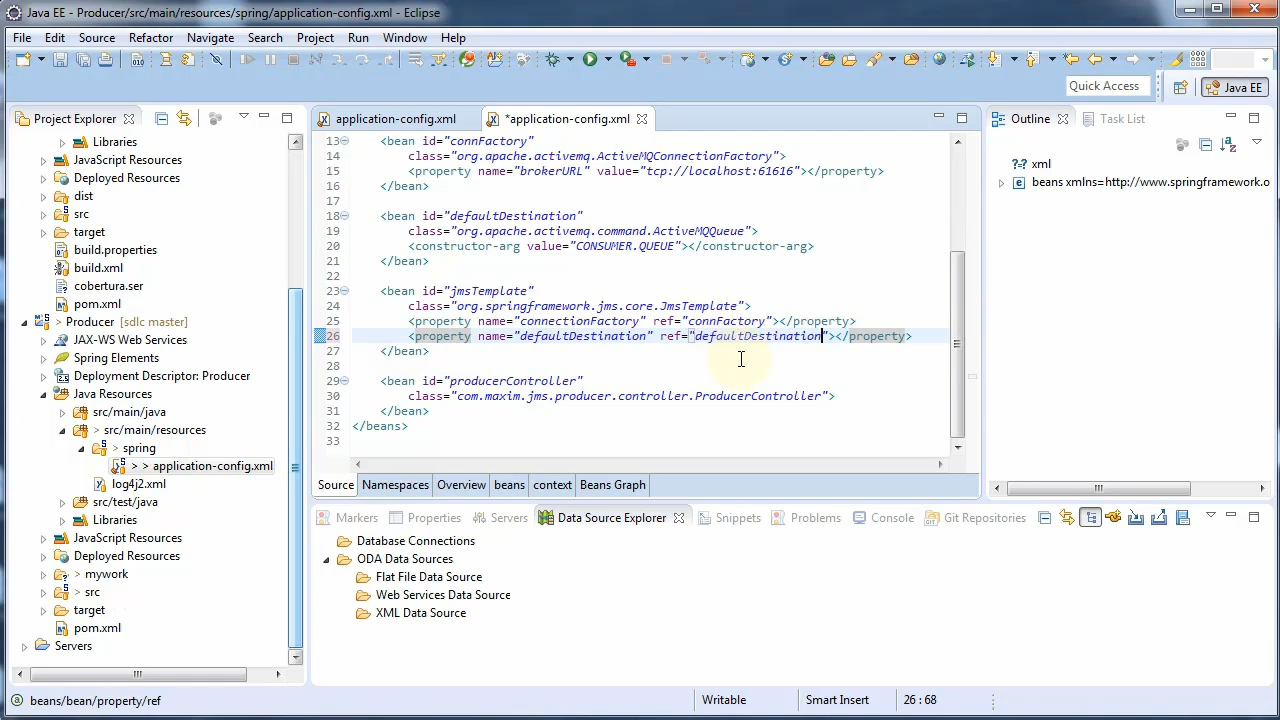 Java EE - Producer/src/main/resources/spring/application-config.xml - Eclipse
File Edit Source Refactor Navigate Search Project Run Window Help
Quick Access
Java EE
Project Explorer
Libraries
JavaScript Resources
Deployed Resources
dist
src
target
build.properties
build.xml
cobertura.ser
pom.xml
> Producer [sdlc master]
JAX-WS Web Services
Spring Elements
Deployment Descriptor: Producer
Java Resources
src/main/java
> src/main/resources
> spring
> > application-config.xml
log4j2.xml
src/test/java
Libraries
JavaScript Resources
Deployed Resources
> mywork
> src
target
pom.xml
Servers
application-config.xml
*application-config.xml
13 <bean id="connFactory"
14 class="org.apache.activemq.ActiveMQConnectionFactory">
15 <property name="brokerURL" value="tcp://localhost:61616"></property>
16 </bean>
17
18 <bean id="defaultDestination"
19 class="org.apache.activemq.command.ActiveMQQueue">
20 <constructor-arg value="CONSUMER.QUEUE"></constructor-arg>
21 </bean>
22
23 <bean id="jmsTemplate"
24 class="org.springframework.jms.core.JmsTemplate">
25 <property name="connectionFactory" ref="connFactory"></property>
26 <property name="defaultDestination" ref="defaultDestination"></property>
27 </bean>
28
29 <bean id="producerController"
30 class="com.maxim.jms.producer.controller.ProducerController">
31 </bean>
32 </beans>
33
Source Namespaces Overview beans context Beans Graph
Outline
Task List
?=? xml
beans xmlns=http://www.springframework.o
Markers Properties Servers Data Source Explorer Snippets Problems Console Git Repositories
Database Connections
ODA Data Sources
Flat File Data Source
Web Services Data Source
XML Data Source
beans/bean/property/ref
Writable
Smart Insert
26 : 68